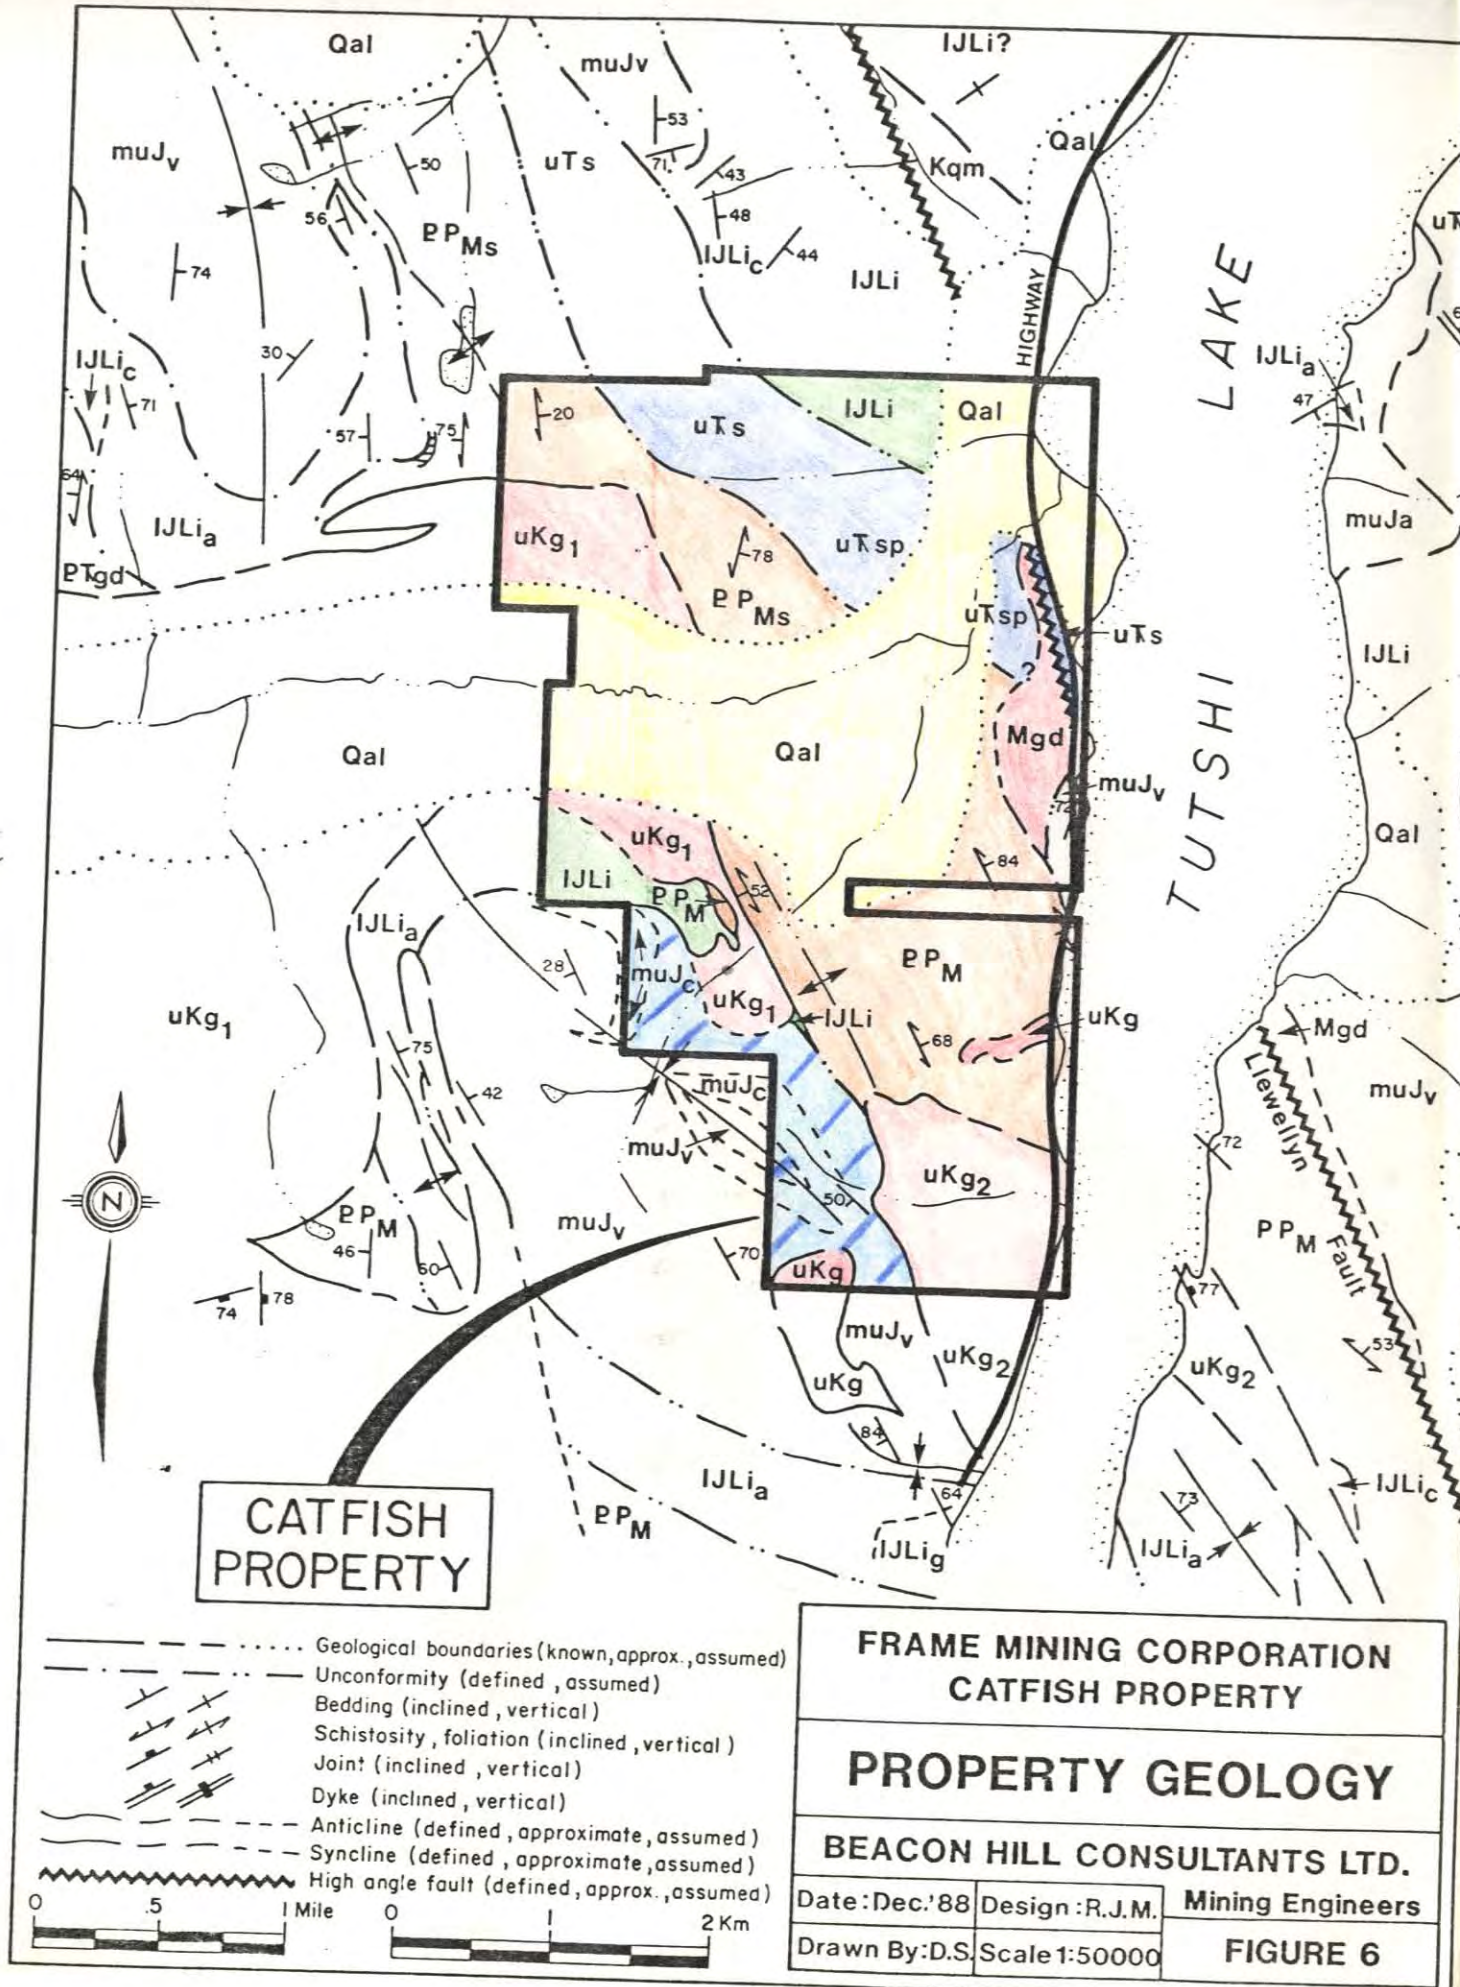 Qal
muJv
IJLi?
53
71
uTs
43
48
IJLic
44
IJLi
Kqm
Qal
muJv
50
56
PPMs
74
30
IJLic
71
57
75
64
IJLia
PTgd
HIGHWAY
LAKE
TUTSHI
20
uTs
IJLi
Qal
uKg1
78
uTsp
PPMs
uTsp
uTs
?
Mgd
muJv
72
84
Qal
Qal
uKg1
IJLi
PPM
52
PPM
muJc
uKg1
IJLi
68
uKg
IJLia
28
uKg1
75
42
muJc
muJv
50
uKg2
PPM
muJv
46
60
74
78
70
uKg
muJv
uKg2
uKg
84
64
IJLia
PPM
IJLig
IJLia
47
muJa
IJLi
Qal
Mgd
Llewellyn
Fault
muJv
72
PPM
77
53
uKg2
IJLic
73
IJLia
N
CATFISH
PROPERTY
Geological boundaries (known, approx., assumed)
Unconformity (defined, assumed)
Bedding (inclined, vertical)
Schistosity, foliation (inclined, vertical)
Joint (inclined, vertical)
Dyke (inclined, vertical)
Anticline (defined, approximate, assumed)
Syncline (defined, approximate, assumed)
High angle fault (defined, approx., assumed)
0 .5 1 Mile
0 1 2 Km
FRAME MINING CORPORATION
CATFISH PROPERTY
PROPERTY GEOLOGY
BEACON HILL CONSULTANTS LTD.
Date: Dec.'88 Design: R.J.M. Mining Engineers
Drawn By: D.S. Scale 1:50000 FIGURE 6